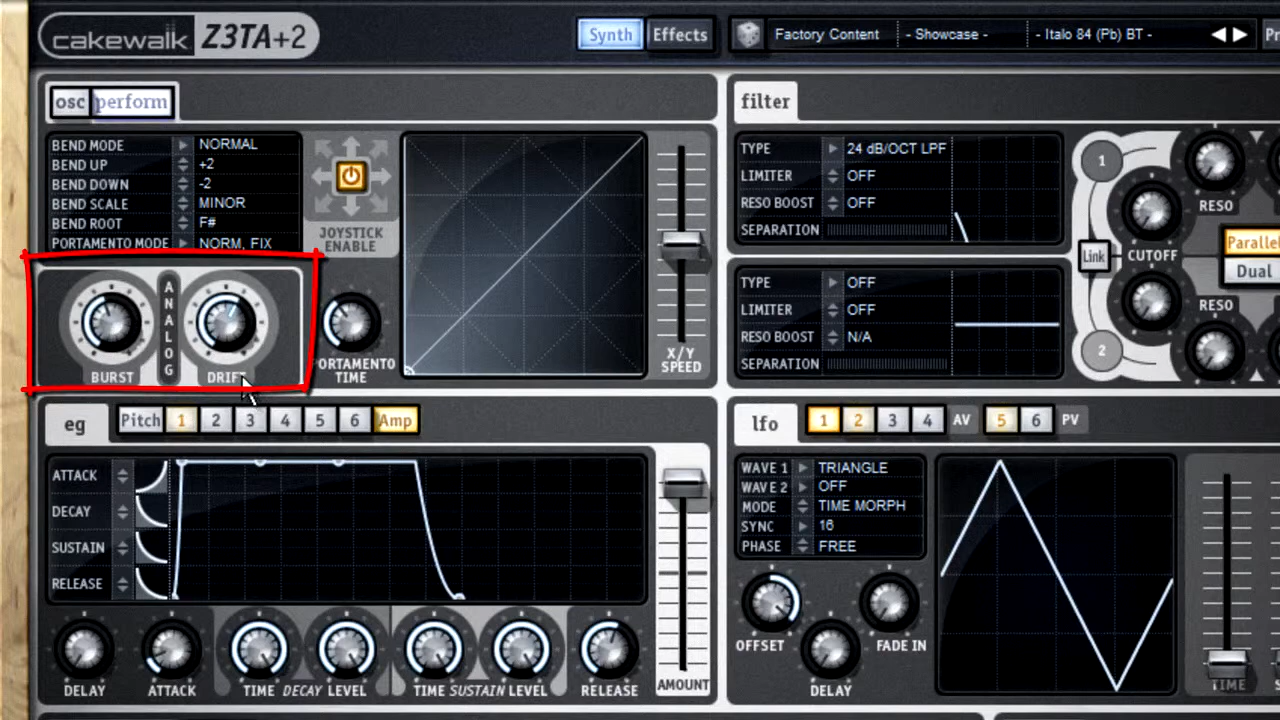 cakewalk Z3TA+2
Synth Effects
Factory Content - Showcase - - Italo 84 (Pb) BT -
osc perform
BEND MODE NORMAL
BEND UP +2
BEND DOWN -2
BEND SCALE MINOR
BEND ROOT F#
PORTAMENTO MODE NORM, FIX
JOYSTICK
ENABLE
BURST
ANALOG
DRIFT
PORTAMENTO
TIME
X/Y
SPEED
filter
TYPE 24 dB/OCT LPF
LIMITER OFF
RESO BOOST OFF
SEPARATION
TYPE OFF
LIMITER OFF
RESO BOOST N/A
SEPARATION
1
RESO
Link
CUTOFF
Parallel
Dual
RESO
2
eg
Pitch 1 2 3 4 5 6 Amp
ATTACK
DECAY
SUSTAIN
RELEASE
DELAY ATTACK TIME DECAY LEVEL TIME SUSTAIN LEVEL RELEASE
AMOUNT
lfo
1 2 3 4 AV 5 6 PV
WAVE 1 TRIANGLE
WAVE 2 OFF
MODE TIME MORPH
SYNC 16
PHASE FREE
OFFSET
DELAY
FADE IN
TIME